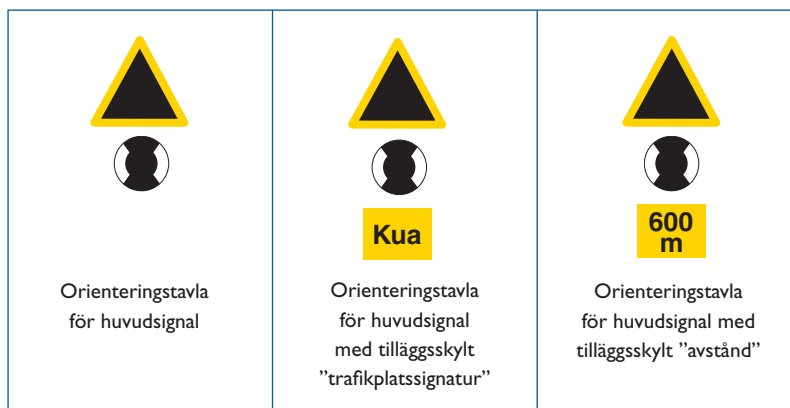 Orienteringstavla
för huvudsignal
Kua
Orienteringstavla
för huvudsignal
med tilläggsskylt
”trafikplatssignatur”
600
m
Orienteringstavla
för huvudsignal med
tilläggsskylt ”avstånd”